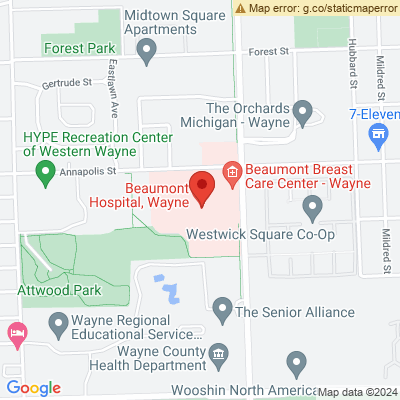 Map error: g.co/staticmaperror
Midtown Square
Apartments
Forest Park
Forest St
Hubbard St
Mildred St
Gertrude St
Eastlawn Ave
The Orchards
Michigan - Wayne
7-Eleven
HYPE Recreation Center
of Western Wayne
Annapolis St
Beaumont Breast
Care Center - Wayne
Beaumont
Hospital, Wayne
Westwick Square Co-Op
Mildred St
Attwood Park
The Senior Alliance
Wayne Regional
Educational Service ...
Wayne County
Health Department
Wooshin North America
Google
Map data ©2024